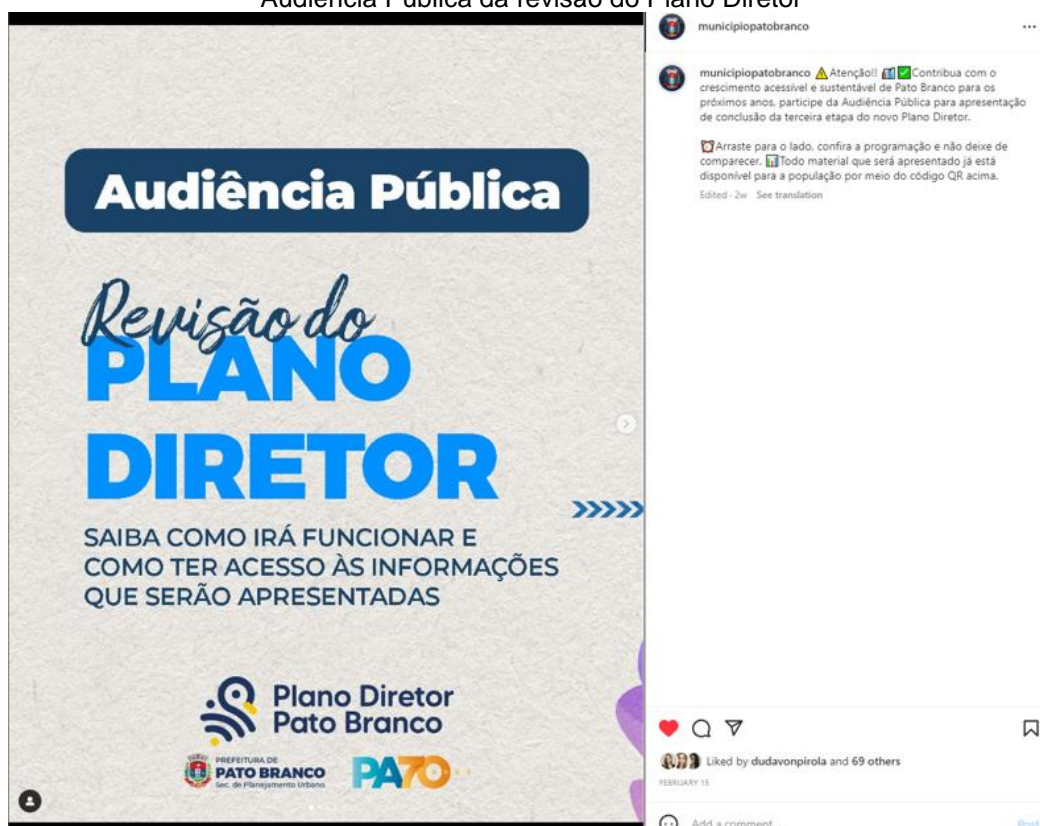 Audiência Pública da revisão do Plano Diretor
Audiência Pública
Revisão do
PLANO
DIRETOR
SAIBA COMO IRÁ FUNCIONAR E
COMO TER ACESSO ÀS INFORMAÇÕES
QUE SERÃO APRESENTADAS
Plano Diretor
Pato Branco
PREFEITURA DE
PATO BRANCO
Sec. de Planejamento Urbano
PATO
municipiopatobranco
municipiopatobranco ⚠Atenção!! ✅Contribua com o
crescimento acessível e sustentável de Pato Branco para os
próximos anos, participe da Audiência Pública para apresentação
de conclusão da terceira etapa do novo Plano Diretor.
⏰Arraste para o lado, confira a programação e não deixe de
comparecer. 📊Todo material que será apresentado já está
disponível para a população por meio do código QR acima.
Edited · 2w See translation
Liked by dudavonpirola and 69 others
FEBRUARY 15
Add a comment...
Post